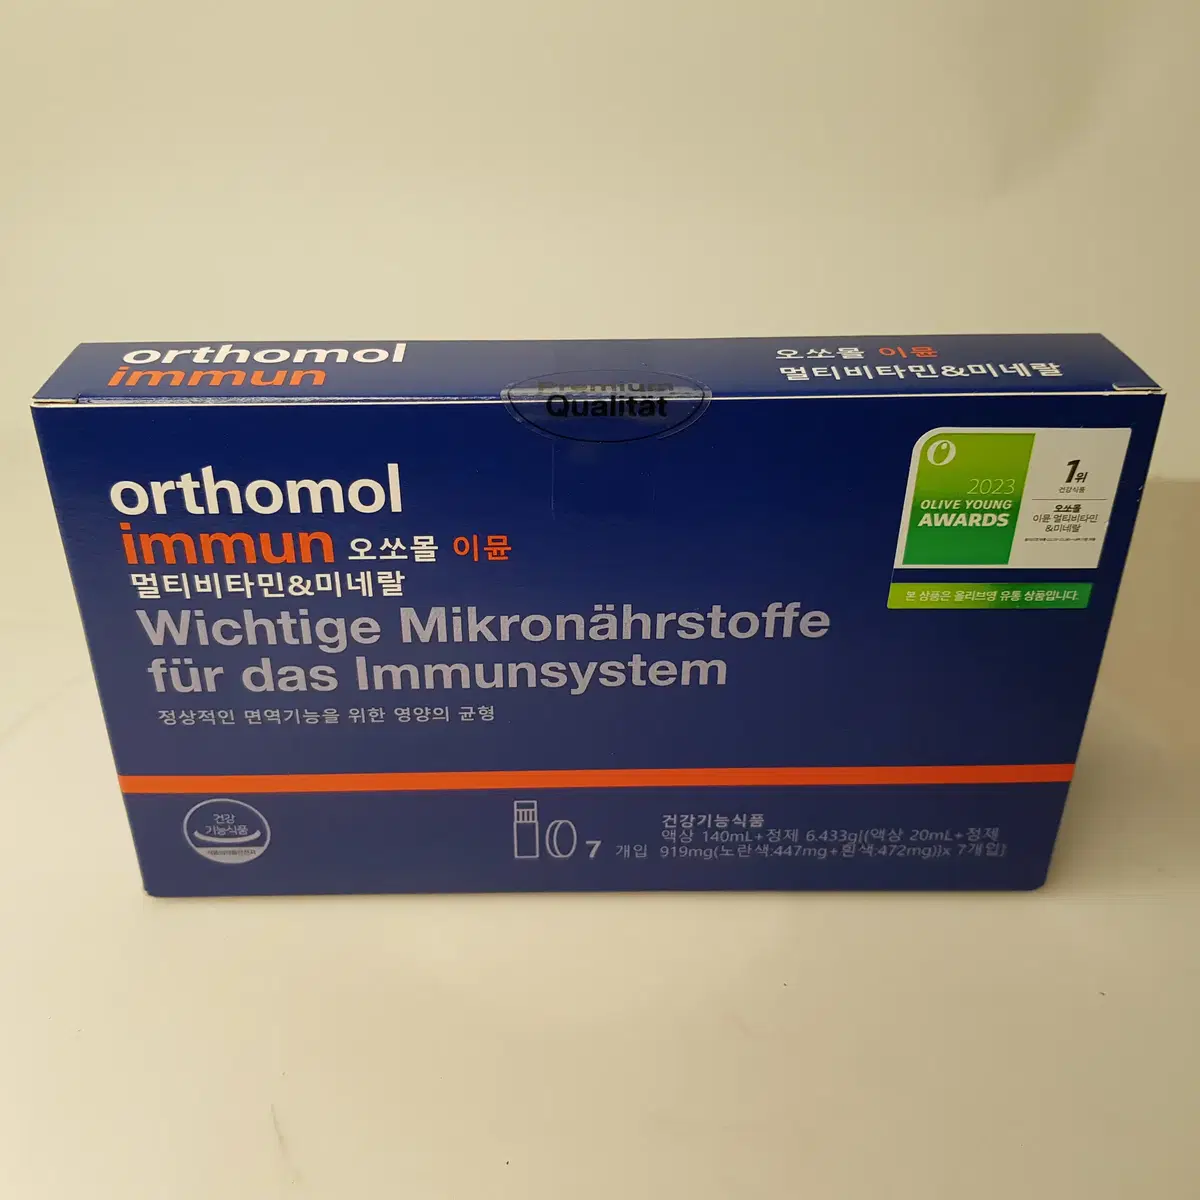 orthomol
immun
오쏘몰 이뮨
멀티비타민&미네랄
Premium
Qualität
orthomol
immun 오쏘몰 이뮨
멀티비타민&미네랄
Wichtige Mikronährstoffe
für das Immunsystem
정상적인 면역기능을 위한 영양의 균형
2023
OLIVE YOUNG
AWARDS
1위
건강식품
오쏘몰
이뮨 멀티비타민
&미네랄
본 상품은 올리브영 유통 상품입니다.
건강
기능식품
건강기능식품
액상 140mL+정제 6.433g[{액상 20mL+정제
7 개입 919mg(노란색:447mg+흰색:472mg)}x 7개입]